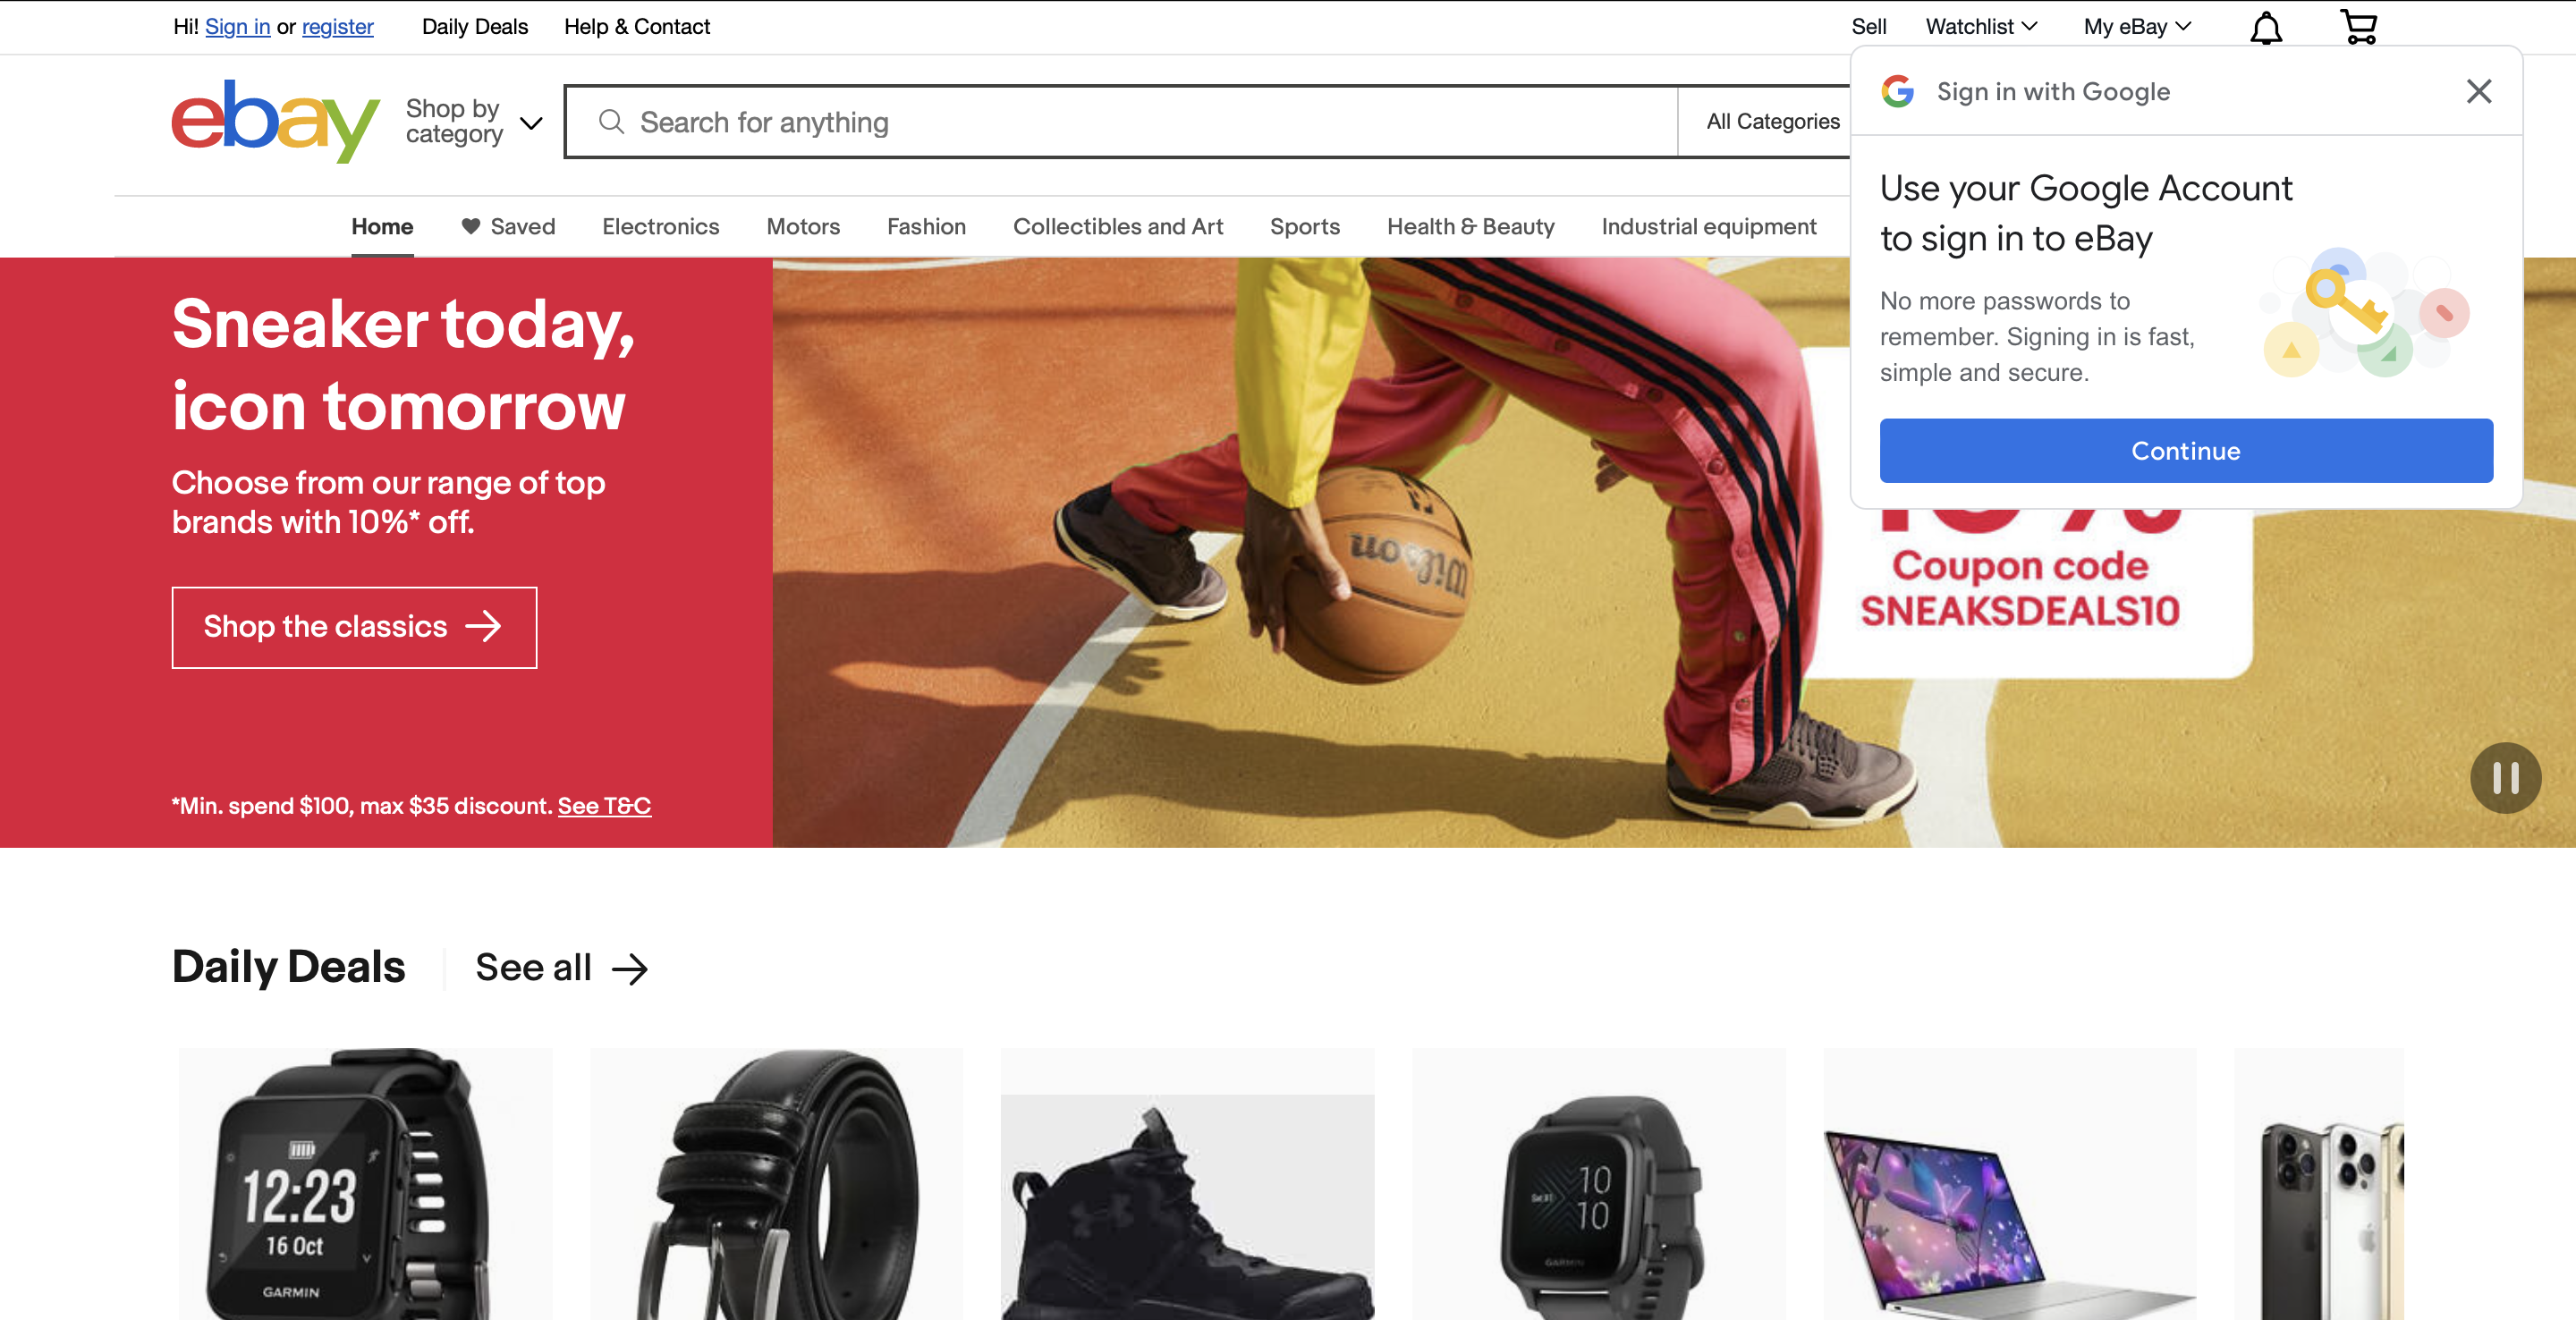 Hi! Sign in or register
Daily Deals
Help & Contact
Sell
Watchlist
My eBay
ebay
Shop by
category
Search for anything
All Categories
Sign in with Google
Use your Google Account
to sign in to eBay
No more passwords to
remember. Signing in is fast,
simple and secure.
Continue
Home
Saved
Electronics
Motors
Fashion
Collectibles and Art
Sports
Health & Beauty
Industrial equipment
Sneaker today,
icon tomorrow
Choose from our range of top
brands with 10%* off.
Shop the classics
*Min. spend $100, max $35 discount. See T&C
Wilson
Coupon code
SNEAKSDEALS10
Daily Deals
See all
12:23
16 Oct
GARMIN
10
10
GARMIN